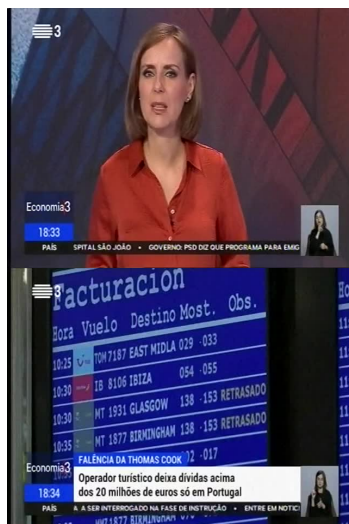 3
Economia3
18:33
PAÍS SPITAL SÃO JOÃO • GOVERNO: PSD DIZ QUE PROGRAMA PARA EMIG
3
Facturación
Hora Vuelo Destino Most. Obs.
10:25 TOM 7187 EAST MIDLA 029 -033
10:30 IB 8106 IBIZA 054 -055
10:30 MT 1931 GLASGOW 138 -153 RETRASADO
10:35 MT 1877 BIRMINGHAM 138 -153 RETRASADO
-017
FALÊNCIA DA THOMAS COOK
Economia3
Operador turístico deixa dívidas acima
dos 20 milhões de euros só em Portugal
18:34
PAÍS A A SER INTERROGADO NA FASE DE INSTRUÇÃO • ENTRE EM NOTICI